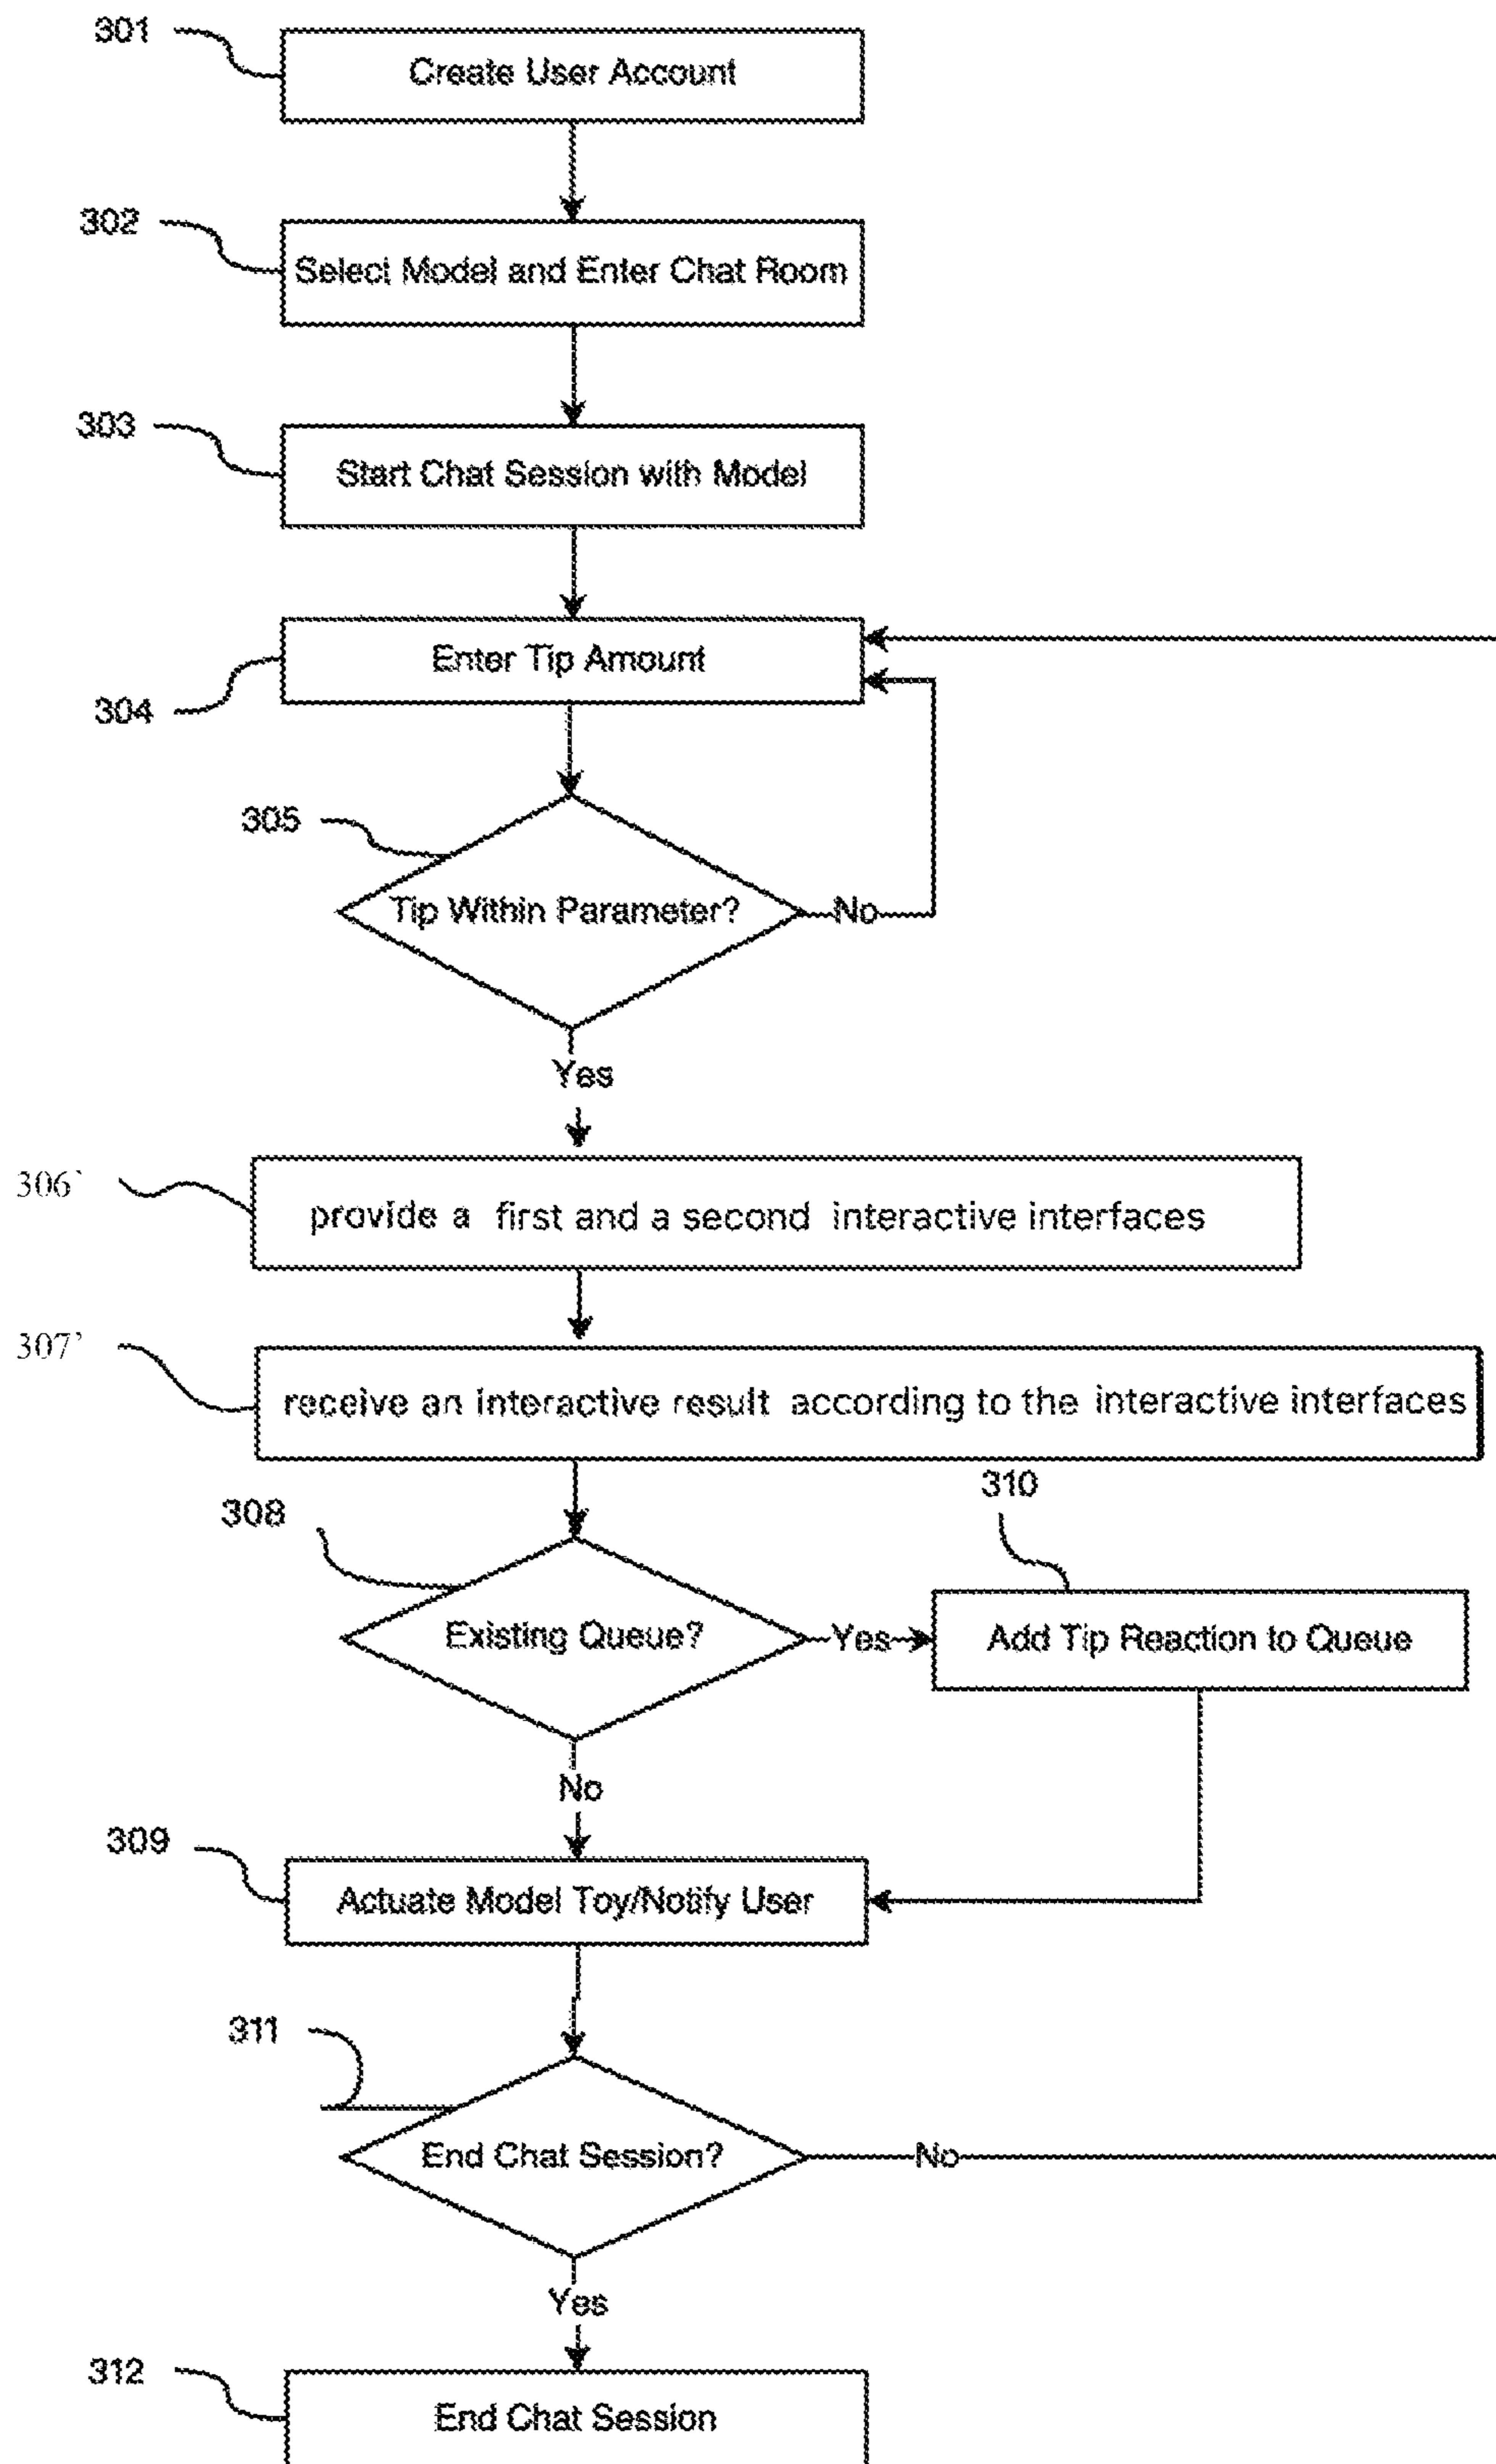 301
Create User Account
302
Select Model and Enter Chat Room
303
Start Chat Session with Model
Enter Tip Amount
304
305
Tip Within Parameter?
No
Yes
306`
provide a first and a second interactive interfaces
307'
receive an interactive result according to the interactive interfaces
310
308
Existing Queue?
Yes
Add Tip Reaction to Queue
No
309
Actuate Model Toy/Notify User
311
End Chat Session?
No
Yes
312
End Chat Session